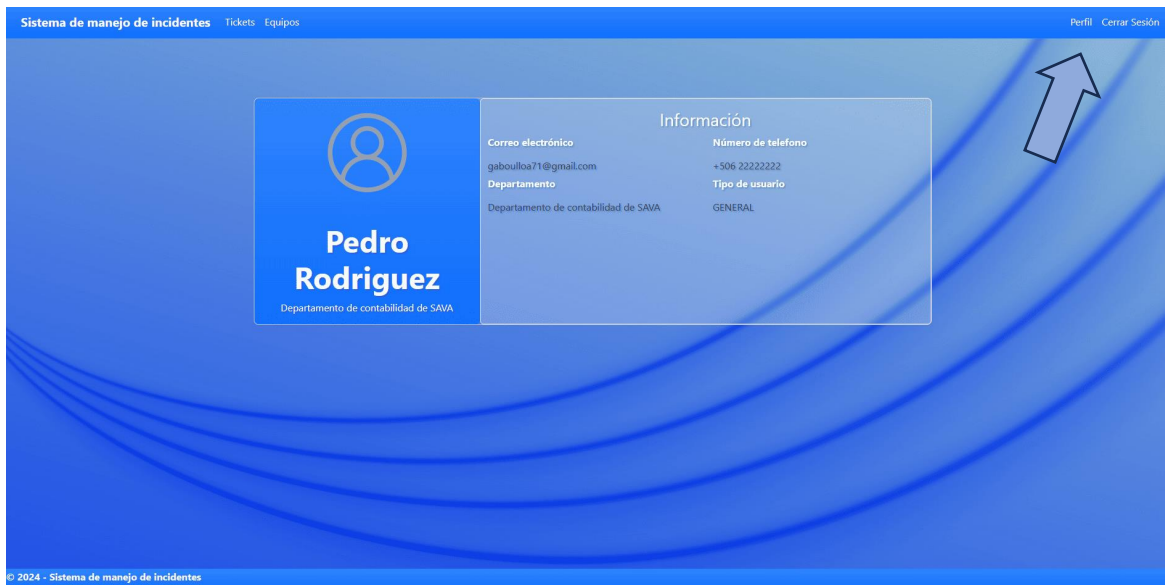 Sistema de manejo de incidentes Tickets Equipos Perfil Cerrar Sesión
Información
Correo electrónico Número de telefono
gaboulloa71@gmail.com +506 22222222
Departamento Tipo de usuario
Departamento de contabilidad de SAVA GENERAL
Pedro
Rodriguez
Departamento de contabilidad de SAVA
© 2024 - Sistema de manejo de incidentes